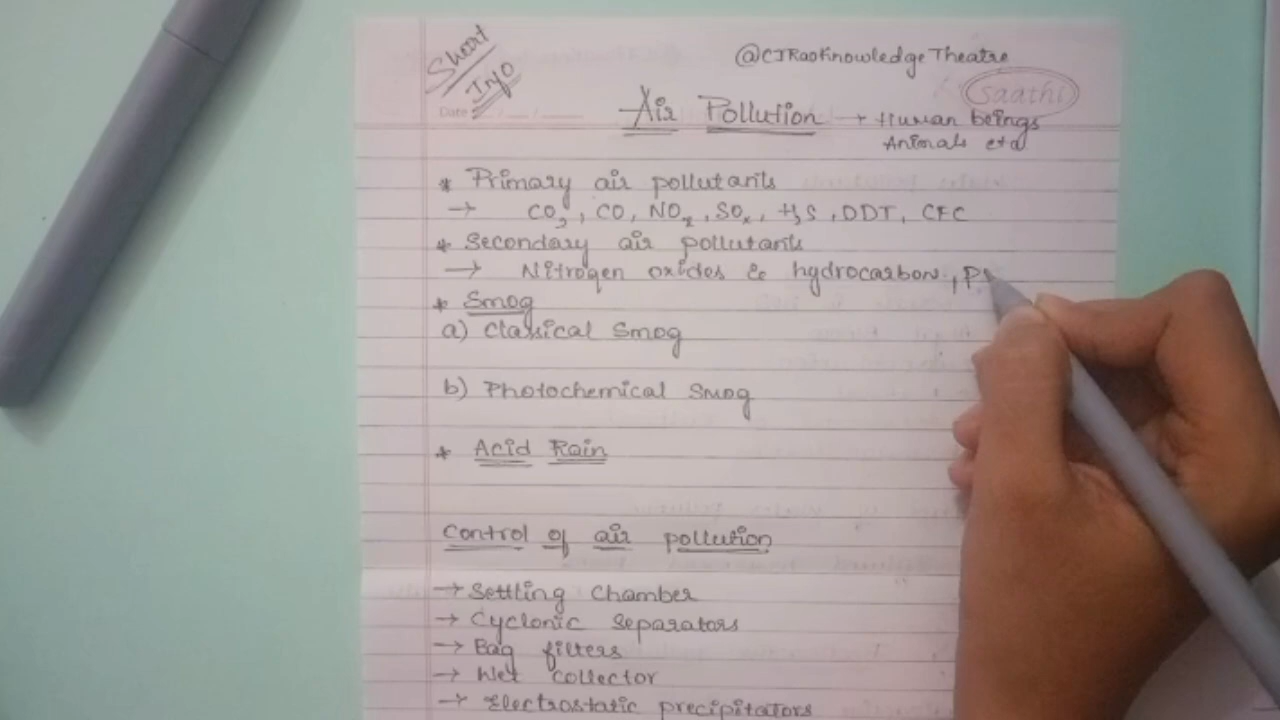 Short
Info
@CJRaoKnowledgeTheatre
Saathi
Date
Air Pollution → Human beings
Animals etc
* Primary air pollutants
→ CO₂, CO, NOₓ, SOₓ, H₂S, DDT, CFC
* Secondary air pollutants
→ Nitrogen oxides & hydrocarbon, P
* Smog
a) Classical Smog
b) Photochemical Smog
* Acid Rain
Control of air pollution
→ Settling Chamber
→ Cyclonic Separators
→ Bag filters
→ Wet collector
→ Electrostatic precipitators